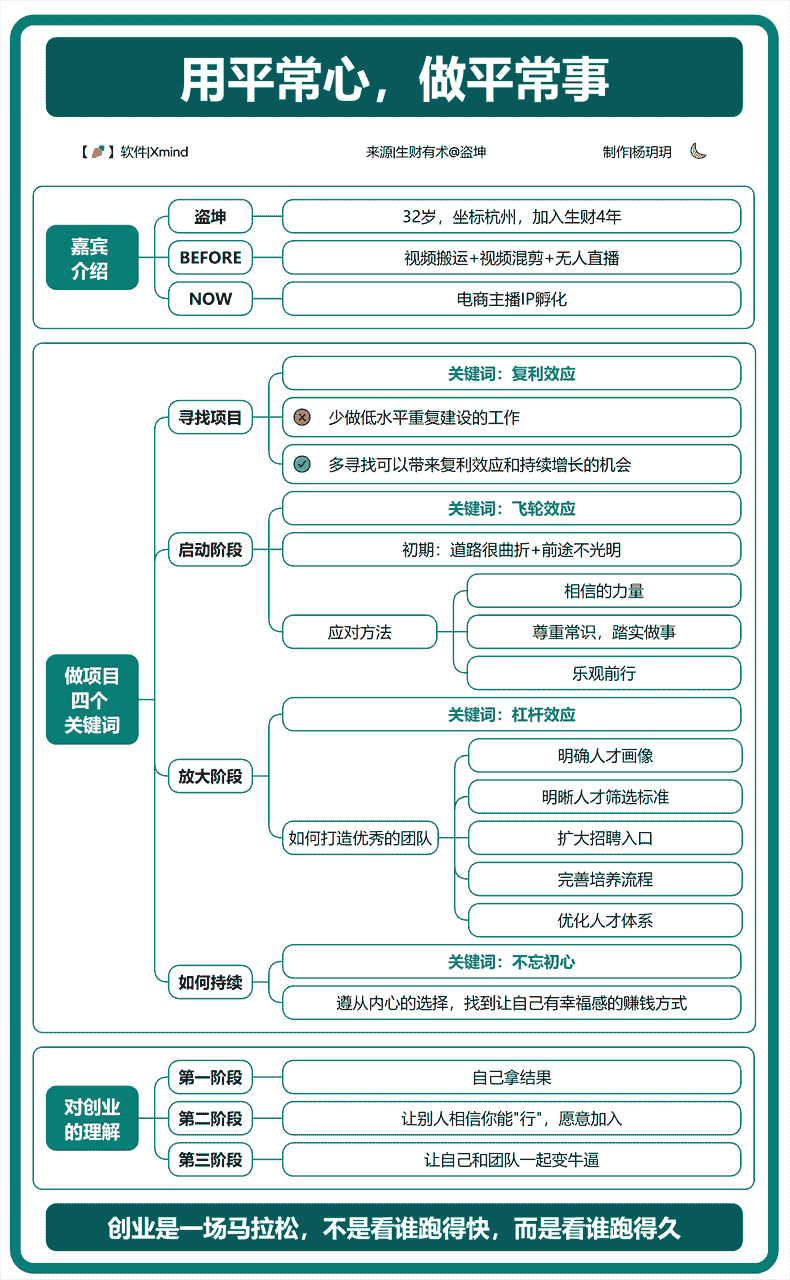 用平常心，做平常事
【 】软件|Xmind
来源|生财有术@盗坤
制作|杨玥玥
嘉宾
介绍
盗坤
32岁，坐标杭州，加入生财4年
BEFORE
视频搬运+视频混剪+无人直播
NOW
电商主播IP孵化
做项目
四个
关键词
寻找项目
关键词：复利效应
少做低水平重复建设的工作
多寻找可以带来复利效应和持续增长的机会
启动阶段
关键词：飞轮效应
初期：道路很曲折+前途不光明
应对方法
相信的力量
尊重常识，踏实做事
乐观前行
放大阶段
关键词：杠杆效应
如何打造优秀的团队
明确人才画像
明晰人才筛选标准
扩大招聘入口
完善培养流程
优化人才体系
如何持续
关键词：不忘初心
遵从内心的选择，找到让自己有幸福感的赚钱方式
对创业
的理解
第一阶段
自己拿结果
第二阶段
让别人相信你能"行"，愿意加入
第三阶段
让自己和团队一起变牛逼
创业是一场马拉松，不是看谁跑得快，而是看谁跑得久